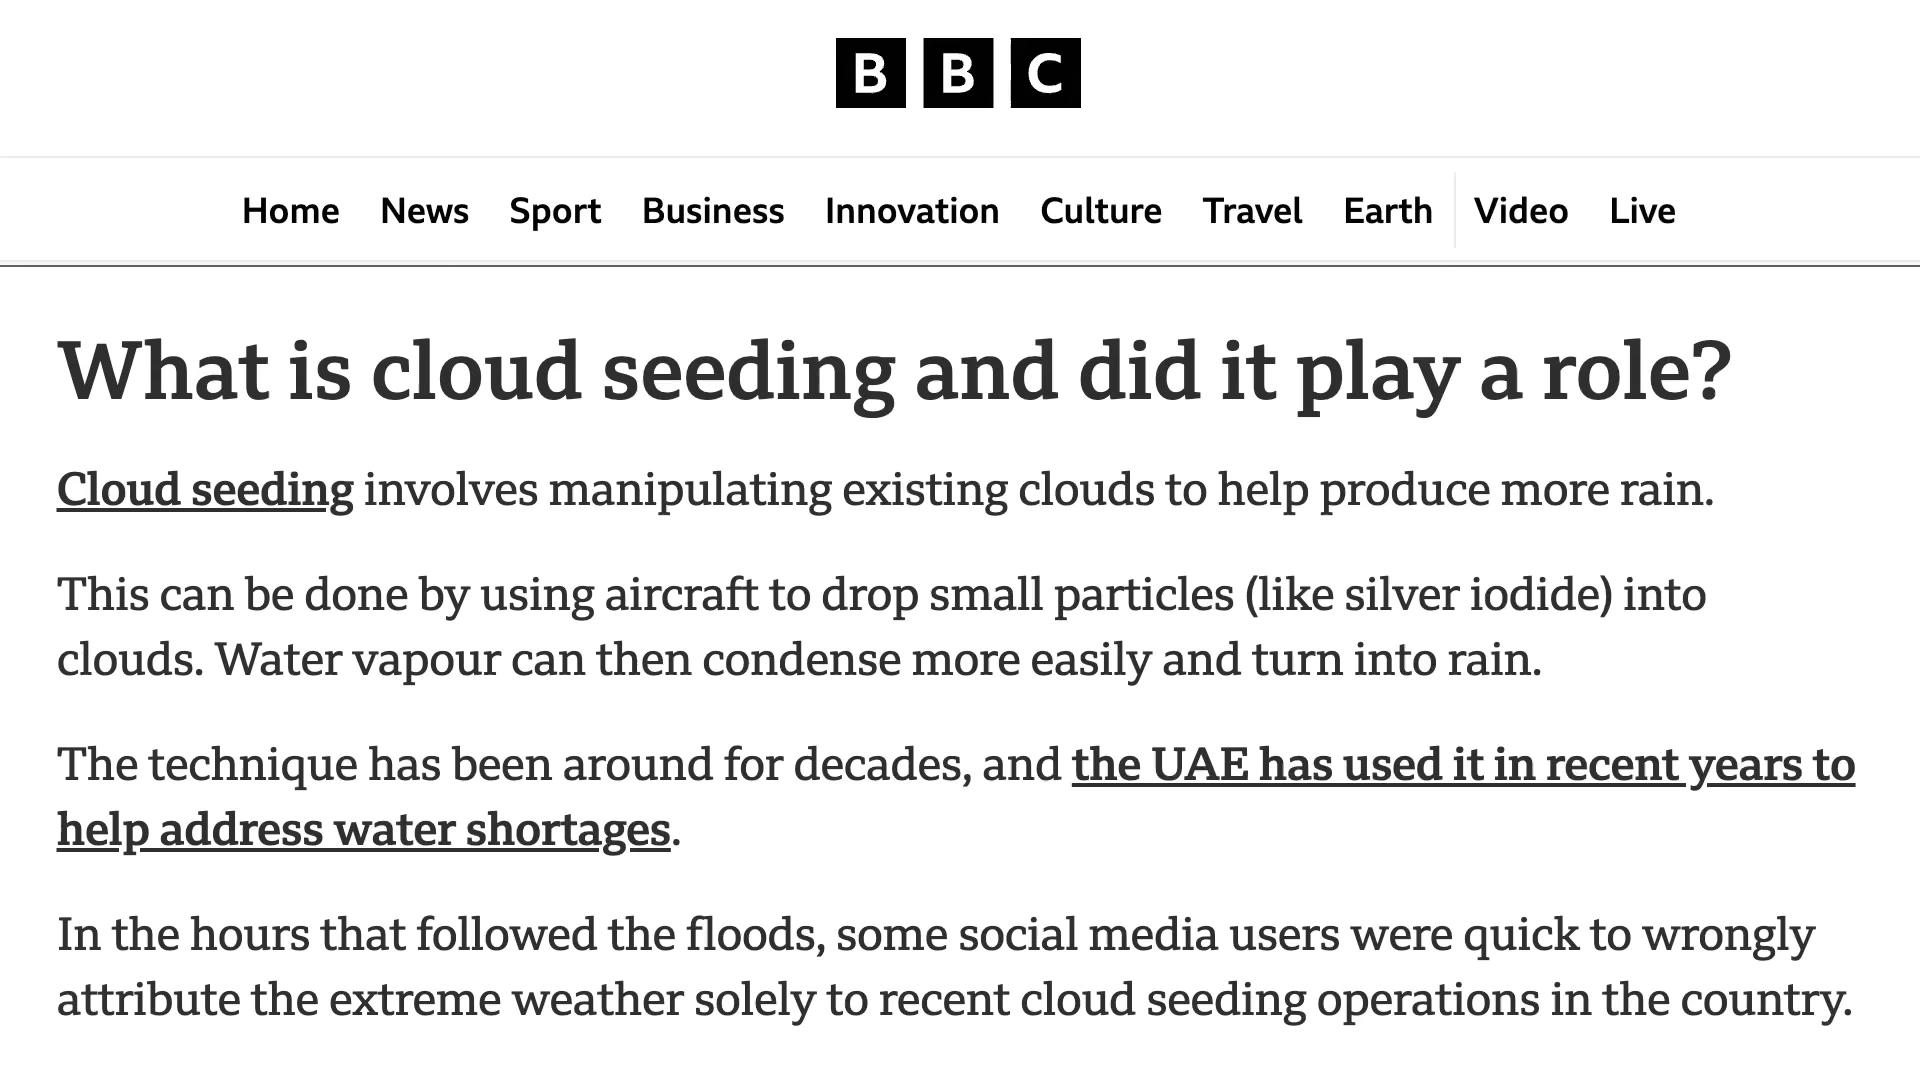 BBC
Home News Sport Business Innovation Culture Travel Earth Video Live
What is cloud seeding and did it play a role?
Cloud seeding involves manipulating existing clouds to help produce more rain.
This can be done by using aircraft to drop small particles (like silver iodide) into
clouds. Water vapour can then condense more easily and turn into rain.
The technique has been around for decades, and the UAE has used it in recent years to
help address water shortages.
In the hours that followed the floods, some social media users were quick to wrongly
attribute the extreme weather solely to recent cloud seeding operations in the country.